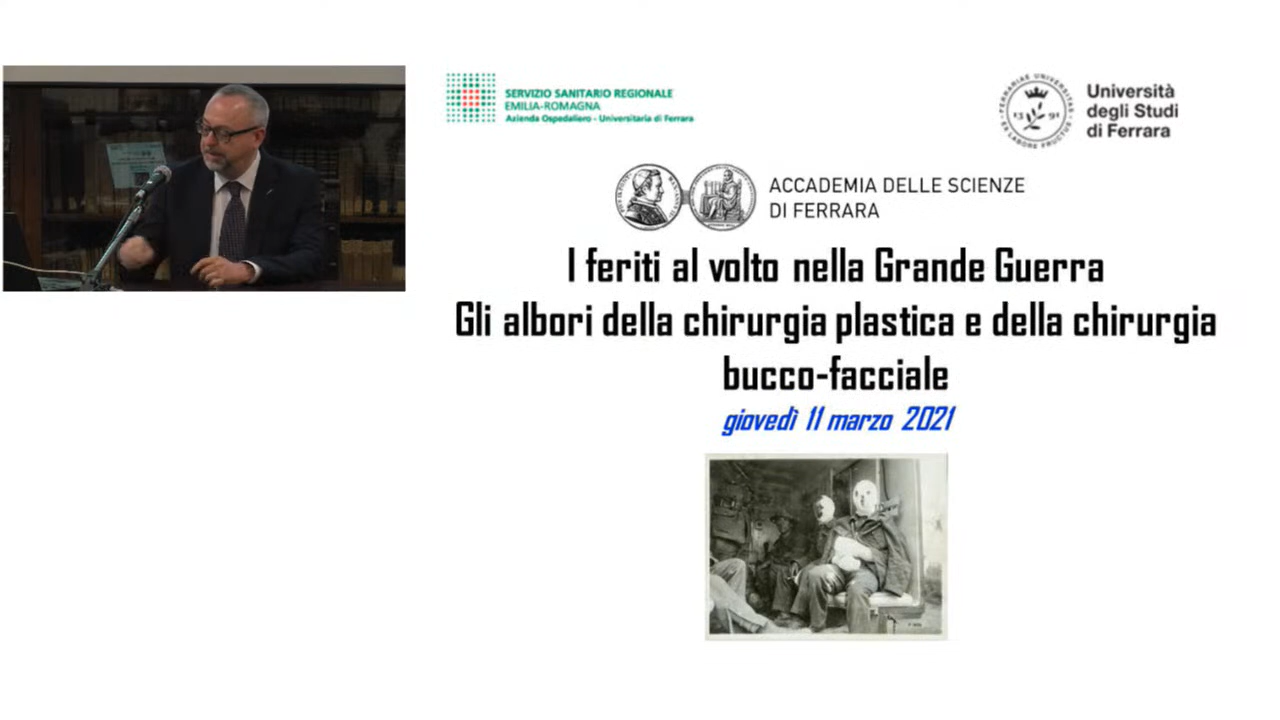 SERVIZIO SANITARIO REGIONALE
EMILIA-ROMAGNA
Azienda Ospedaliero - Universitaria di Ferrara
Università
degli Studi
di Ferrara
ACCADEMIA DELLE SCIENZE
DI FERRARA
I feriti al volto nella Grande Guerra
Gli albori della chirurgia plastica e della chirurgia
bucco-facciale
giovedì 11 marzo 2021